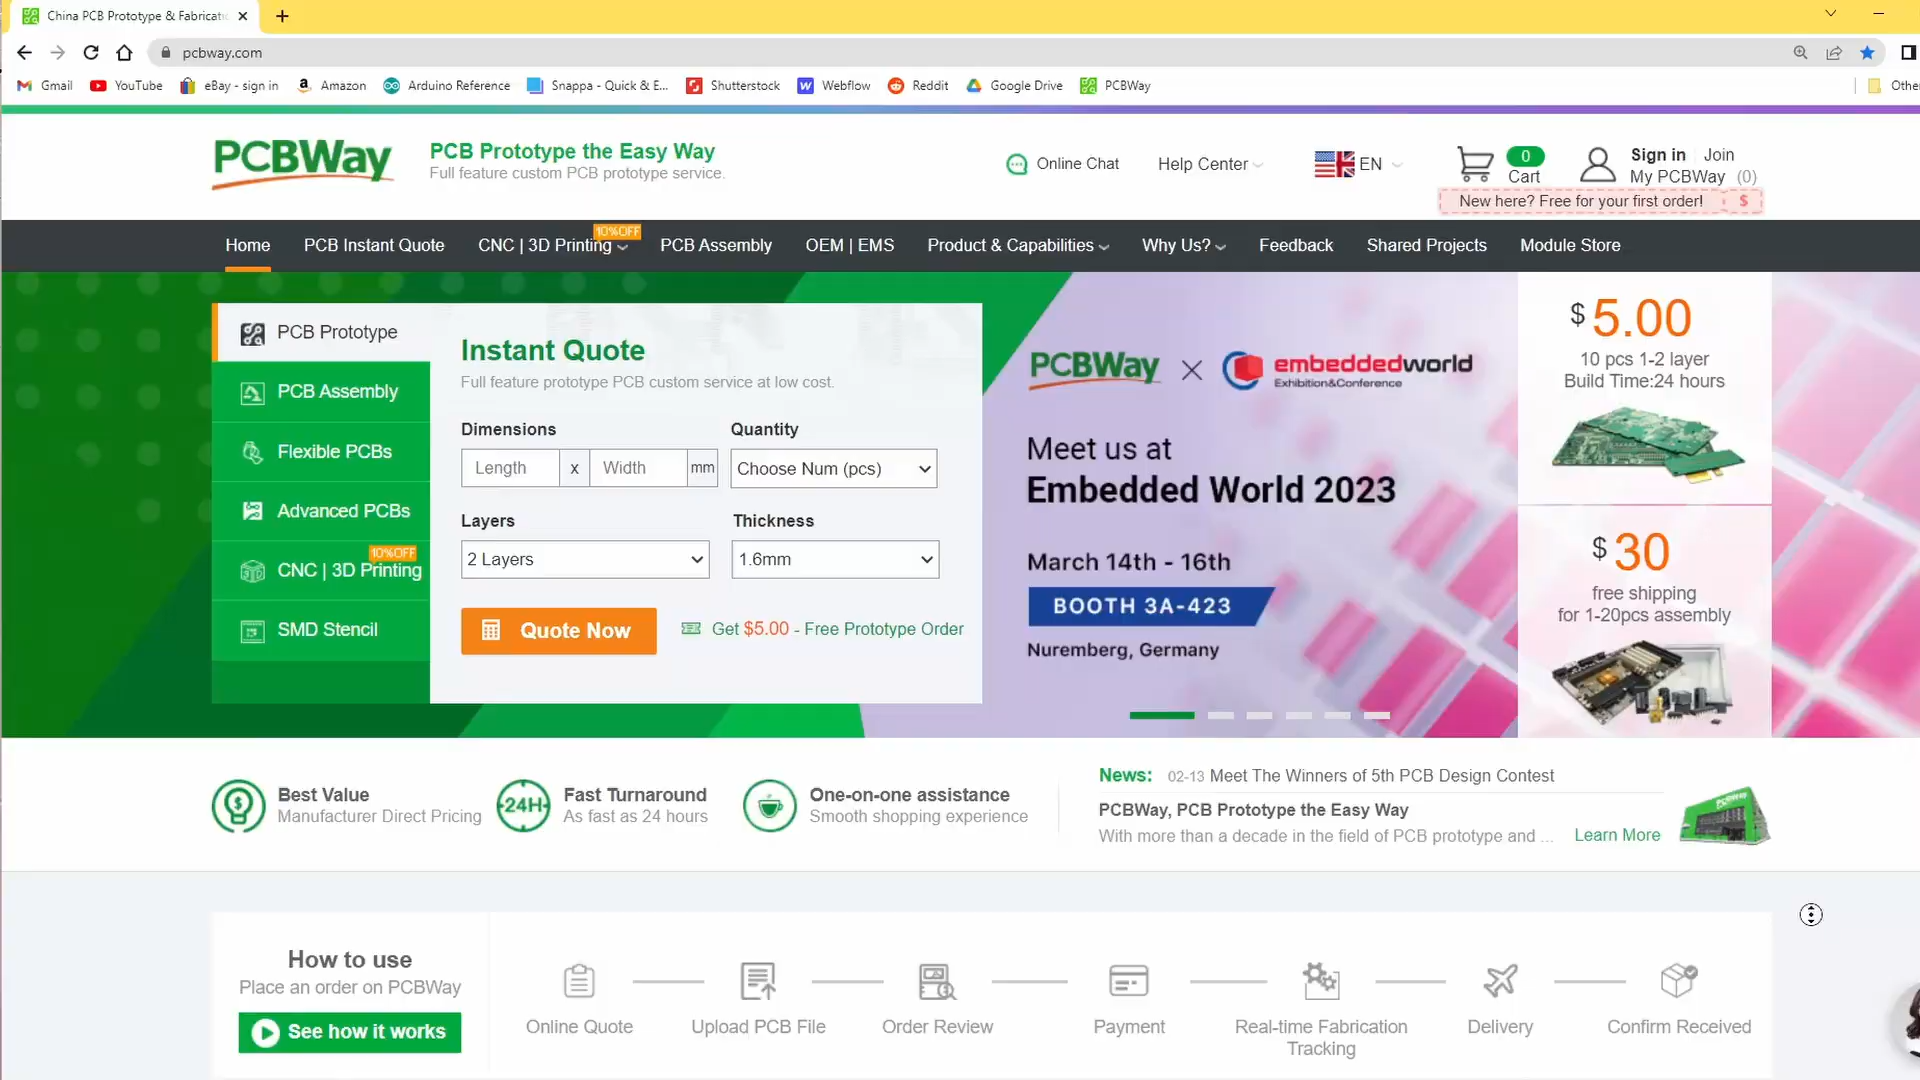 China PCB Prototype & Fabricati
pcbway.com
Gmail
YouTube
eBay - sign in
Amazon
Arduino Reference
Snappa - Quick & E...
Shutterstock
Webflow
Reddit
Google Drive
PCBWay
Other
PCBWay
PCB Prototype the Easy Way
Full feature custom PCB prototype service.
Online Chat
Help Center
EN
0
Cart
Sign in Join
My PCBWay (0)
New here? Free for your first order! $
Home
PCB Instant Quote
CNC | 3D Printing
10%OFF
PCB Assembly
OEM | EMS
Product & Capabilities
Why Us?
Feedback
Shared Projects
Module Store
PCB Prototype
PCB Assembly
Flexible PCBs
Advanced PCBs
10%OFF
CNC | 3D Printing
SMD Stencil
Instant Quote
Full feature prototype PCB custom service at low cost.
Dimensions
Quantity
Length x Width mm
Choose Num (pcs)
Layers
Thickness
2 Layers
1.6mm
Quote Now
Get $5.00 - Free Prototype Order
PCBWay × embeddedworld
Exhibition&Conference
Meet us at
Embedded World 2023
March 14th - 16th
BOOTH 3A-423
Nuremberg, Germany
$ 5.00
10 pcs 1-2 layer
Build Time:24 hours
$ 30
free shipping
for 1-20pcs assembly
Best Value
Manufacturer Direct Pricing
24H
Fast Turnaround
As fast as 24 hours
One-on-one assistance
Smooth shopping experience
News: 02-13 Meet The Winners of 5th PCB Design Contest
PCBWay, PCB Prototype the Easy Way
With more than a decade in the field of PCB prototype and ... Learn More
PCBWay
How to use
Place an order on PCBWay
See how it works
Online Quote
Upload PCB File
Order Review
Payment
Real-time Fabrication
Tracking
Delivery
Confirm Received